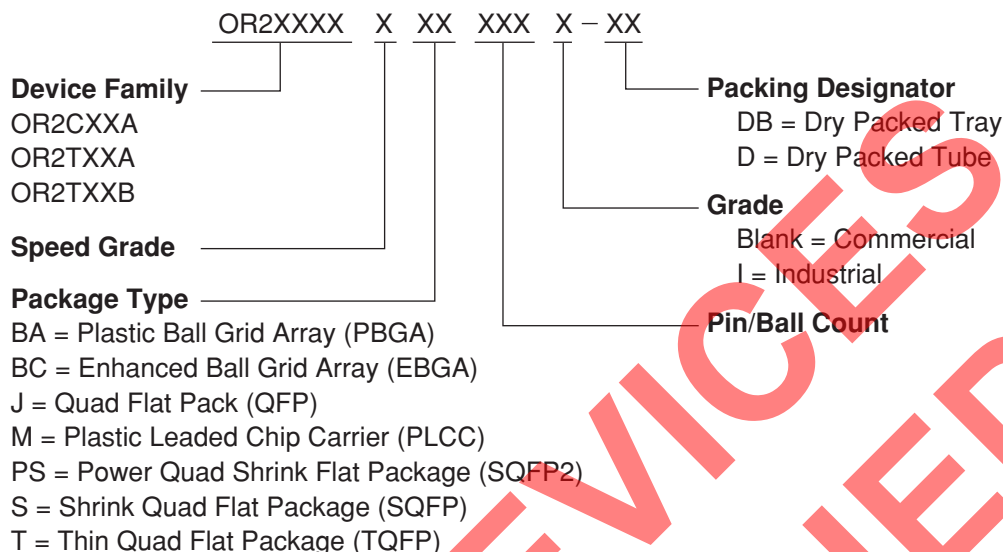 OR2XXXX X XX XXX X – XX
Device Family
OR2CXXA
OR2TXXA
OR2TXXB
Speed Grade
Package Type
BA = Plastic Ball Grid Array (PBGA)
BC = Enhanced Ball Grid Array (EBGA)
J = Quad Flat Pack (QFP)
M = Plastic Leaded Chip Carrier (PLCC)
PS = Power Quad Shrink Flat Package (SQFP2)
S = Shrink Quad Flat Package (SQFP)
T = Thin Quad Flat Package (TQFP)
Packing Designator
DB = Dry Packed Tray
D = Dry Packed Tube
Grade
Blank = Commercial
I = Industrial
Pin/Ball Count